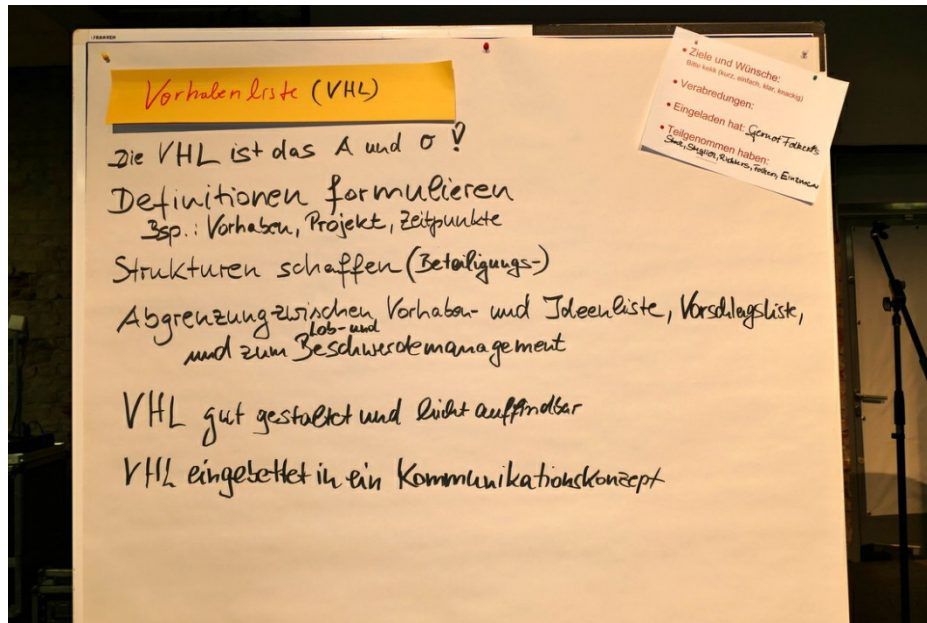 FRANKEN
Vorhabenliste (VHL)
Die VHL ist das A und O!
Definitionen formulieren
Bsp.: Vorhaben, Projekt, Zeitpunkte
Strukturen schaffen (Beteiligungs-)
Abgrenzung zwischen Vorhaben- und Ideenliste, Vorschlagsliste,
Lob- und
und zum Beschwerdemanagement
VHL gut gestaltet und leicht auffindbar
VHL eingebettet in ein Kommunikationskonzept
• Ziele und Wünsche:
Bitte kekk (kurz, einfach, klar, knackig)
• Verabredungen:
• Eingeladen hat: Gernot Folkerts
• Teilgenommen haben:
Richters,